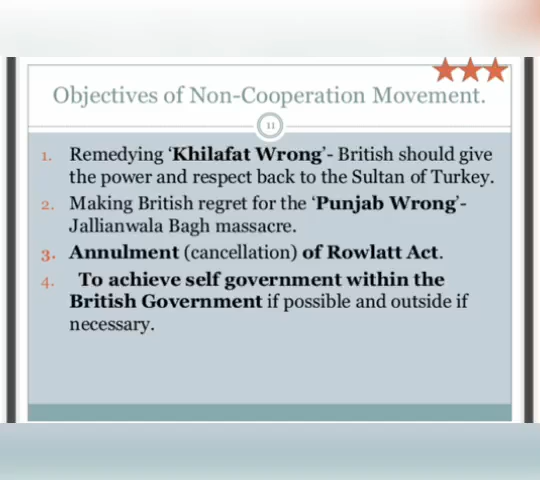 Objectives of Non-Cooperation Movement.
11
1. Remedying ‘Khilafat Wrong’- British should give
the power and respect back to the Sultan of Turkey.
2. Making British regret for the ‘Punjab Wrong’-
Jallianwala Bagh massacre.
3. Annulment (cancellation) of Rowlatt Act.
4. To achieve self government within the
British Government if possible and outside if
necessary.